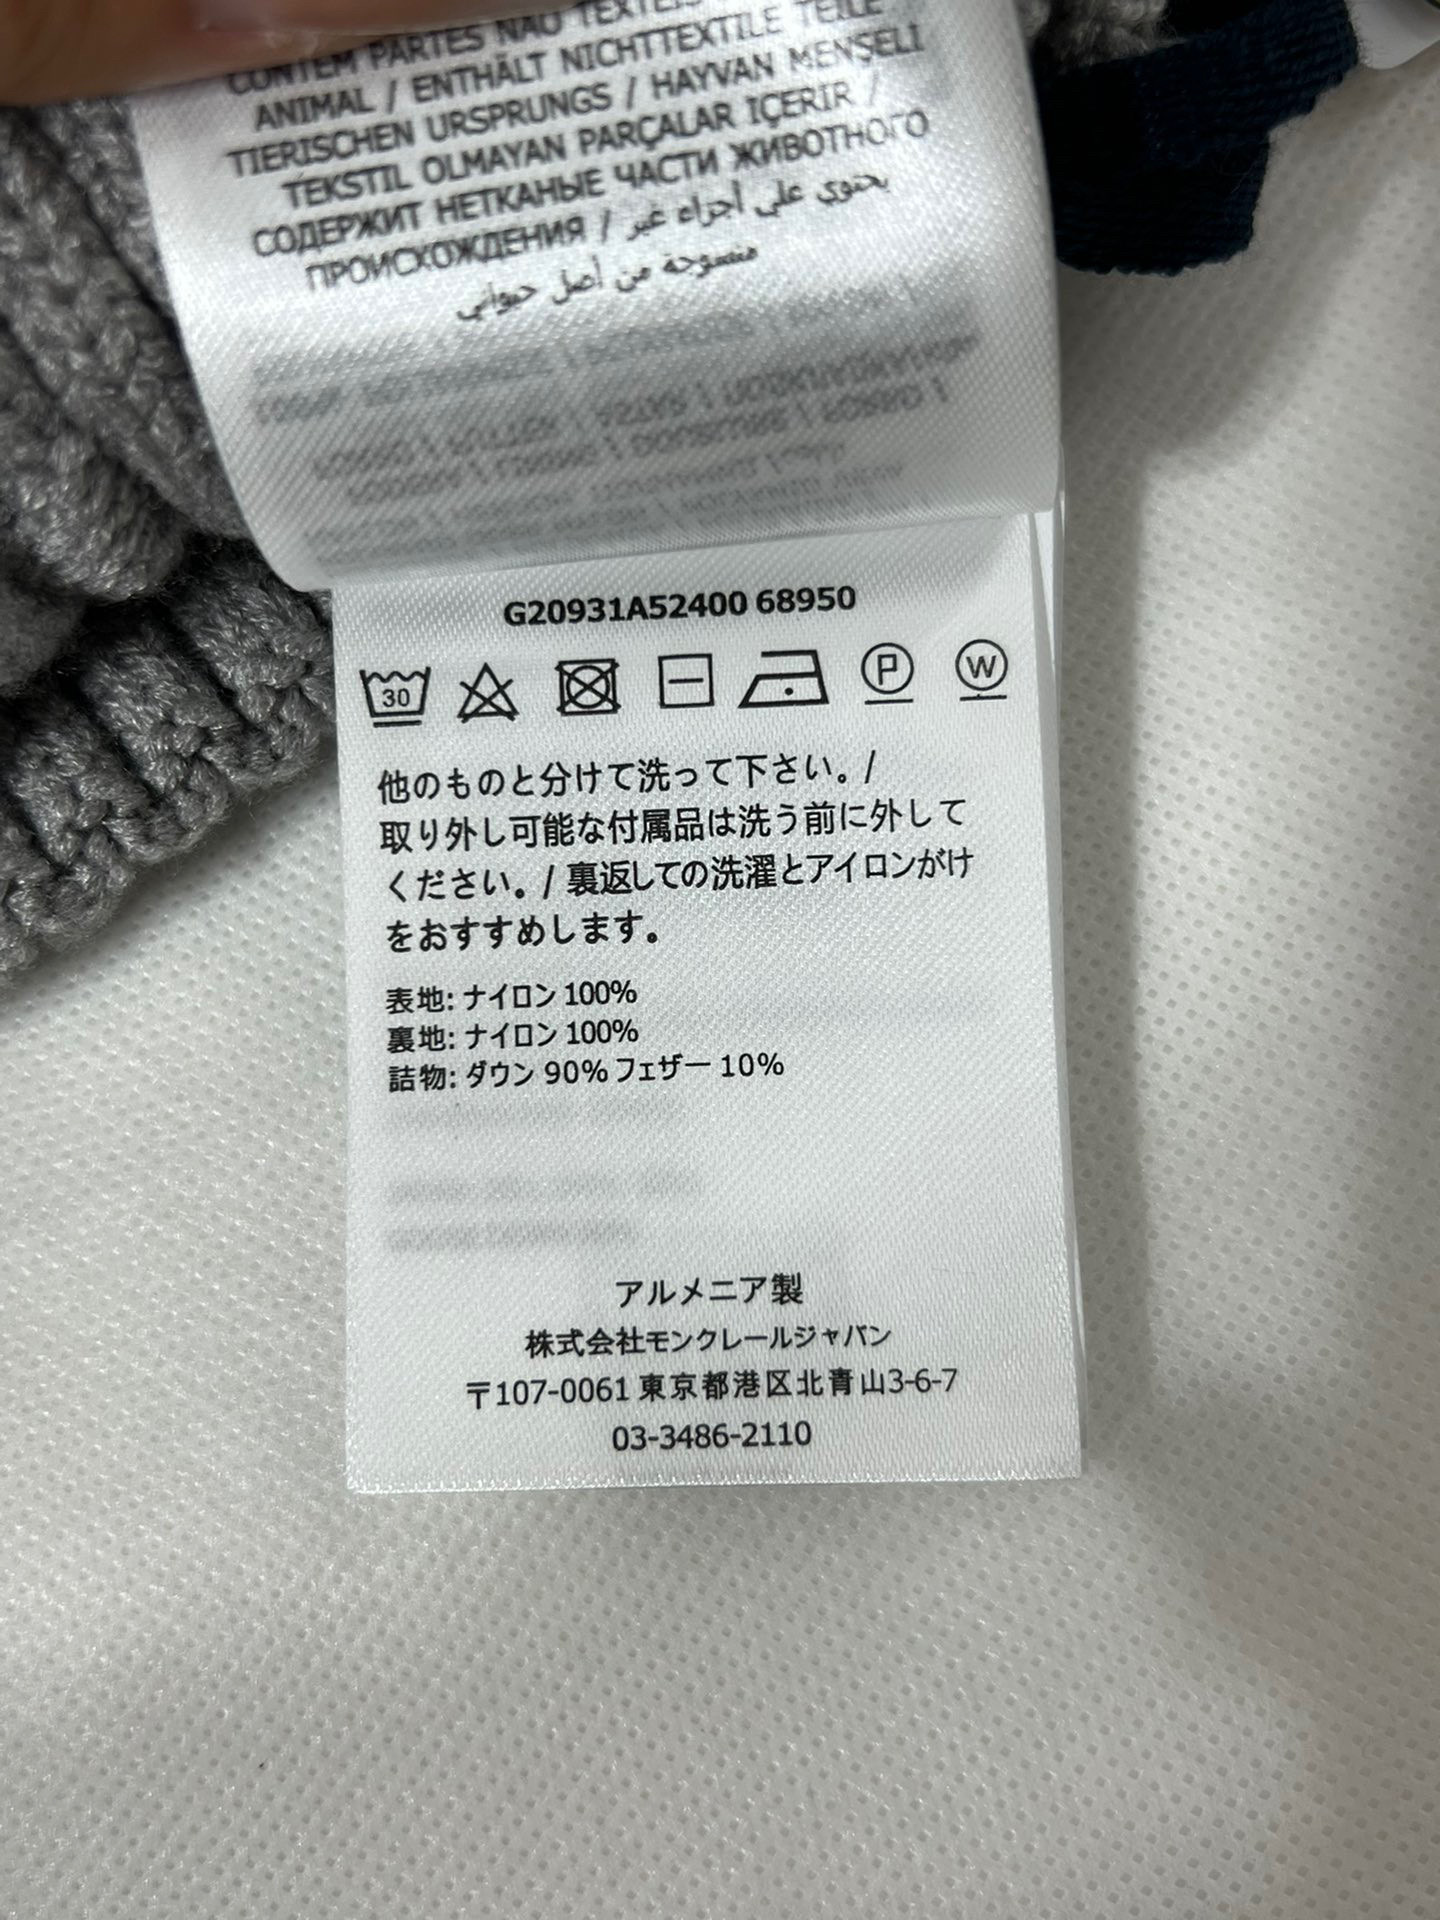 CONTÉM PARTES NÃO TÊXTEIS
ANIMAL / ENTHÄLT NICHTTEXTILE TEILE
TIERISCHEN URSPRUNGS / HAYVAN MENŞELI
TEKSTIL OLMAYAN PARÇALAR IÇERIR /
СОДЕРЖИТ НЕТКАНЫЕ ЧАСТИ ЖИВОТНОГО
ПРОИСХОЖДЕНИЯ / يحتوي على أجزاء غير
منسوجة من أصل حيواني
G20931A52400 68950
30 P W
他のものと分けて洗って下さい。/
取り外し可能な付属品は洗う前に外して
ください。/ 裏返しての洗濯とアイロンがけ
をおすすめします。
表地: ナイロン 100%
裏地: ナイロン 100%
詰物: ダウン 90% フェザー 10%
アルメニア製
株式会社モンクレールジャパン
〒107-0061 東京都港区北青山3-6-7
03-3486-2110